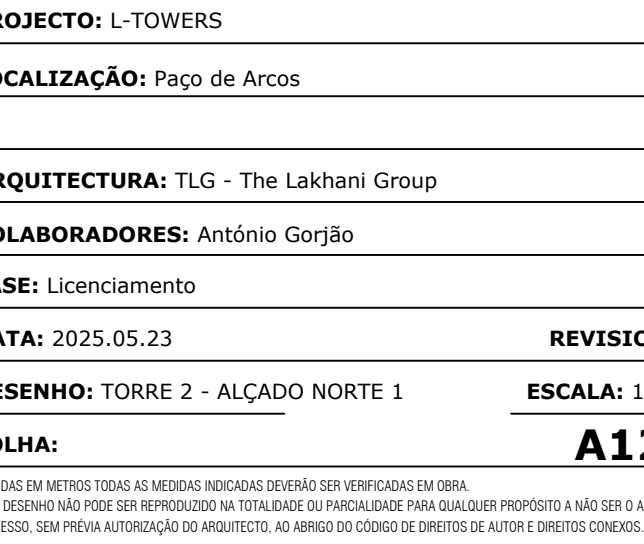 ROJECTO: L-TOWERS
OCALIZAÇÃO: Paço de Arcos
RQUITECTURA: TLG - The Lakhani Group
OLABORADORES: António Gorjão
ASE: Licenciamento
ATA: 2025.05.23 REVISIO
ESENHO: TORRE 2 - ALÇADO NORTE 1 ESCALA: 1
OLHA: A12
DAS EM METROS TODAS AS MEDIDAS INDICADAS DEVERÃO SER VERIFICADAS EM OBRA.
DESENHO NÃO PODE SER REPRODUZIDO NA TOTALIDADE OU PARCIALIDADE PARA QUALQUER PROPÓSITO A NÃO SER O A
ESSO, SEM PRÉVIA AUTORIZAÇÃO DO ARQUITECTO, AO ABRIGO DO CÓDIGO DE DIREITOS DE AUTOR E DIREITOS CONEXOS.